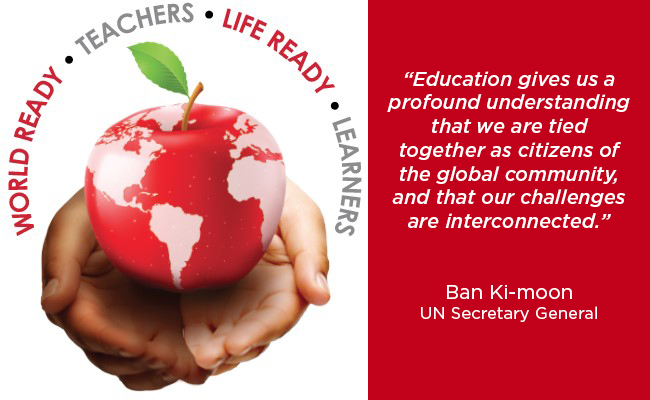 WORLD READY • TEACHERS • LIFE READY • LEARNERS
“Education gives us a
profound understanding
that we are tied
together as citizens of
the global community,
and that our challenges
are interconnected.”
Ban Ki-moon
UN Secretary General